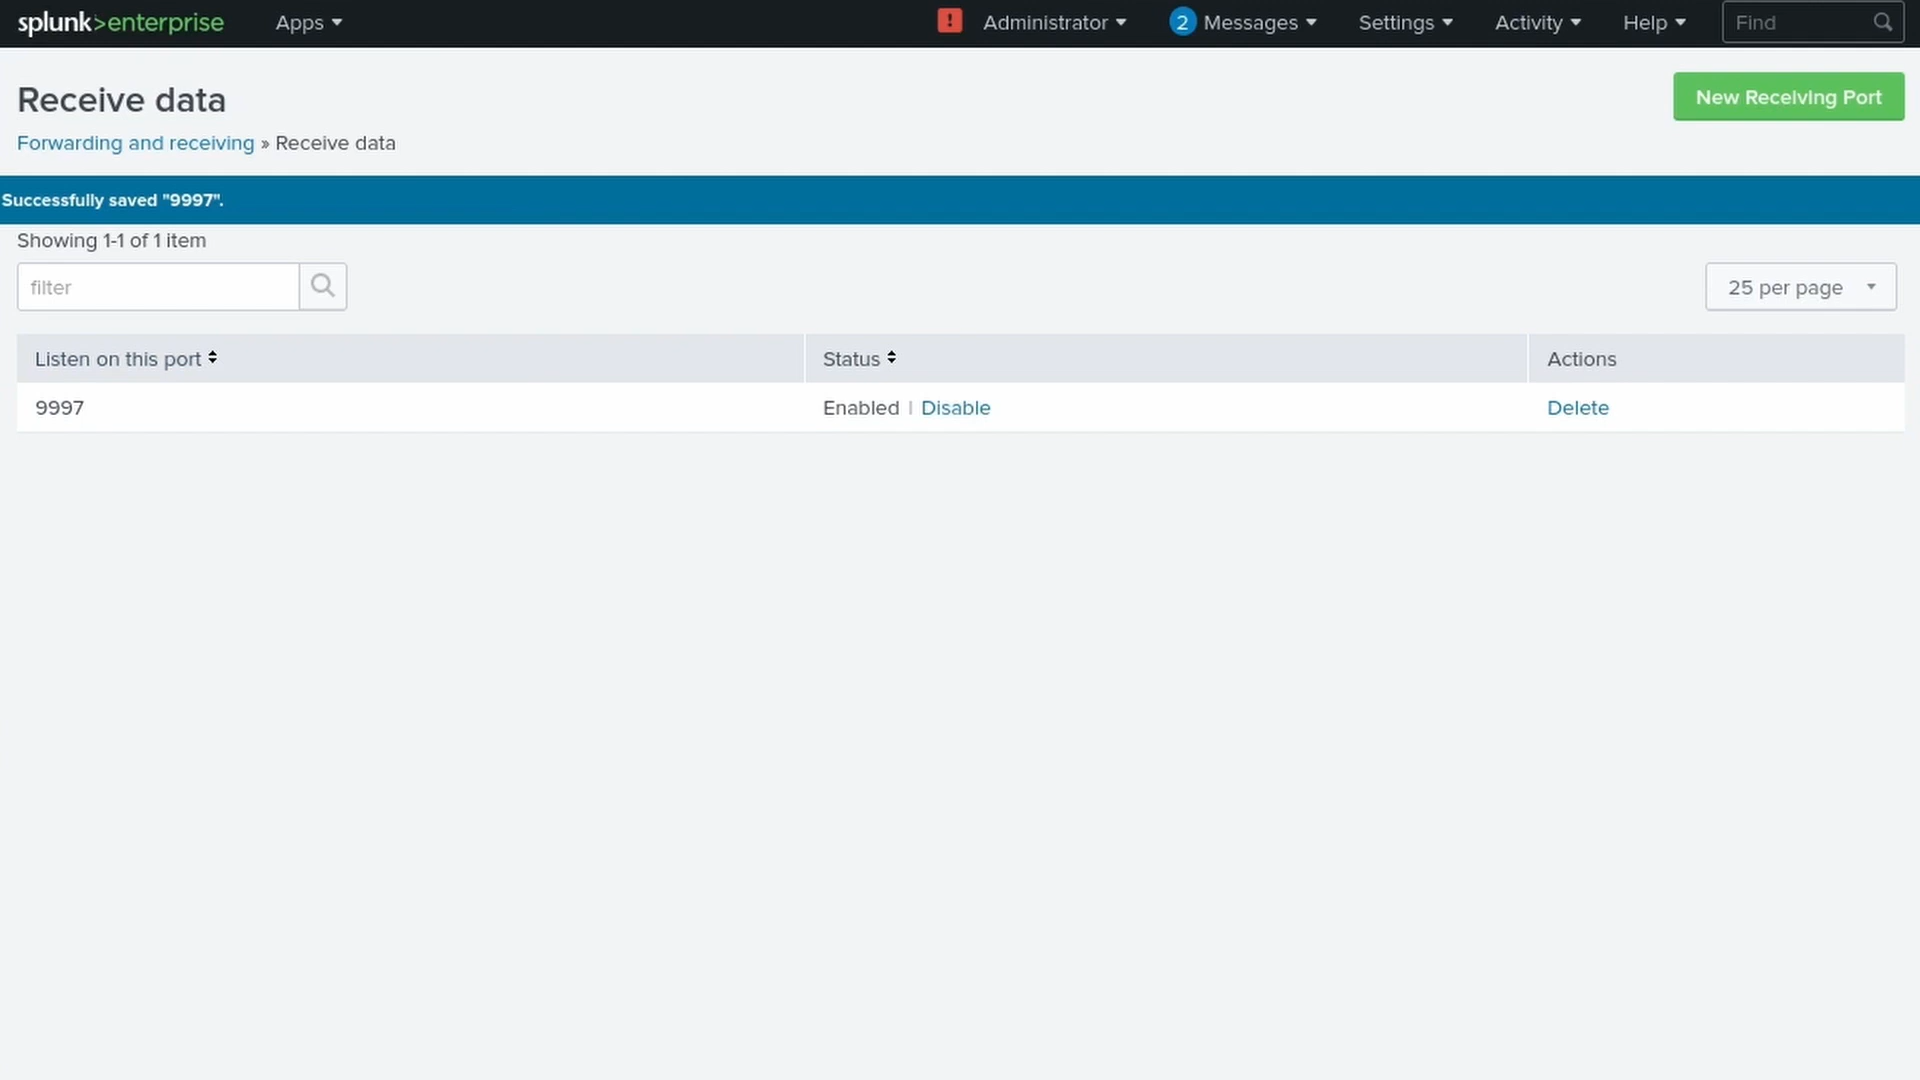 splunk>enterprise Apps ! Administrator 2 Messages Settings Activity Help Find
Receive data
New Receiving Port
Forwarding and receiving » Receive data
Successfully saved "9997".
Showing 1-1 of 1 item
filter
25 per page
Listen on this port Status Actions
9997 Enabled | Disable Delete